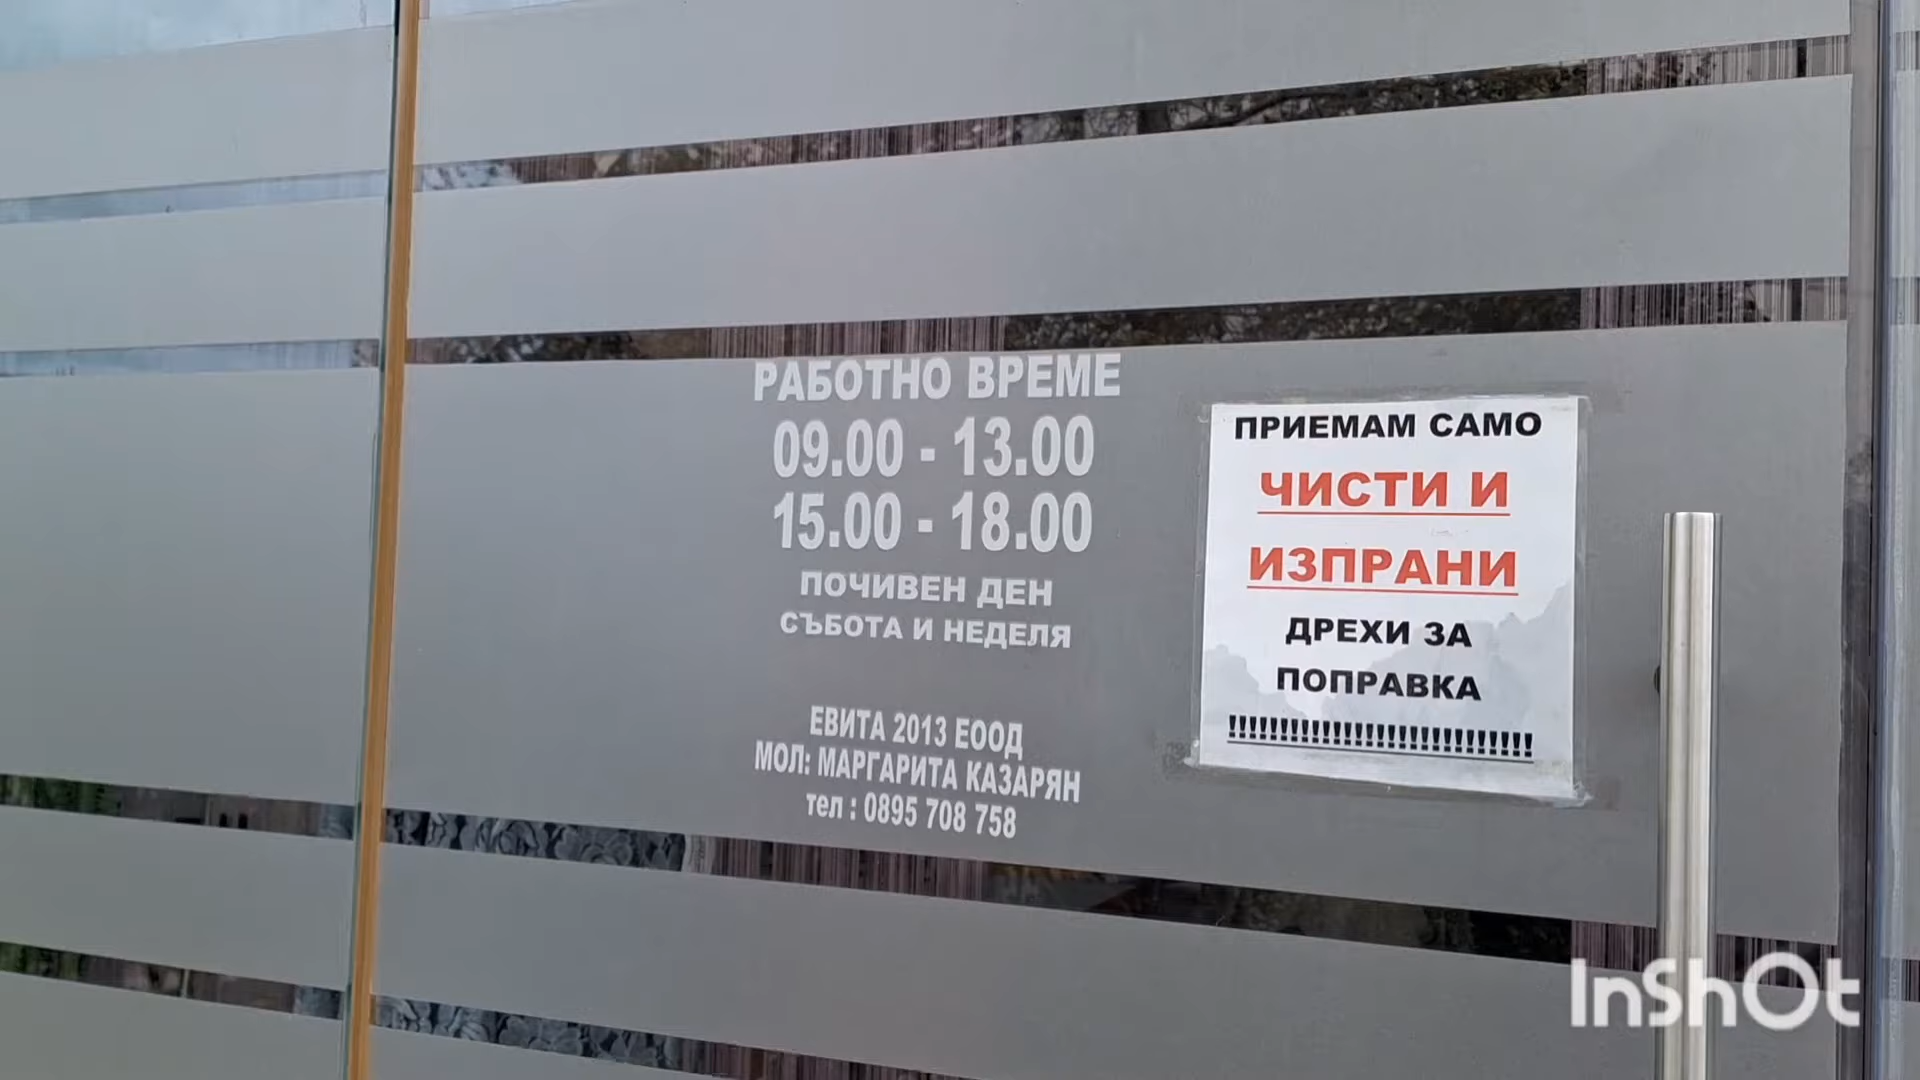 РАБОТНО ВРЕМЕ
09.00 - 13.00
15.00 - 18.00
ПОЧИВЕН ДЕН
СЪБОТА И НЕДЕЛЯ
ЕВИТА 2013 ЕООД
МОЛ: МАРГАРИТА КАЗАРЯН
тел : 0895 708 758
ПРИЕМАМ САМО
ЧИСТИ И
ИЗПРАНИ
ДРЕХИ ЗА
ПОПРАВКА
!!!!!!!!!!!!!!!!!!!!!!!!!!
InShOt